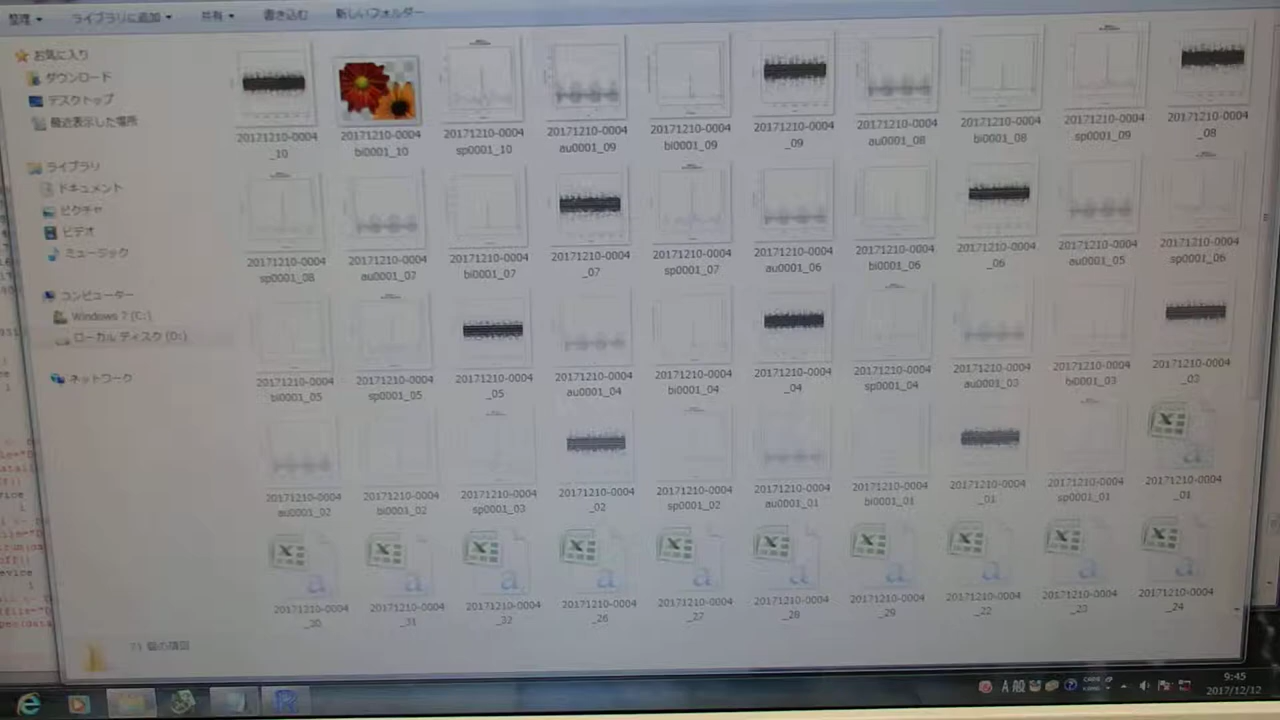 整理 ライブラリに追加 共有 書き込む 新しいフォルダー
お気に入り
ダウンロード
デスクトップ
最近表示した場所
ライブラリ
ドキュメント
ピクチャ
ビデオ
ミュージック
コンピューター
Windows 7 (C:)
ローカル ディスク (D:)
ネットワーク
20171210-0004_10
20171210-0004bi0001_10
20171210-0004sp0001_10
20171210-0004au0001_09
20171210-0004bi0001_09
20171210-0004_09
20171210-0004au0001_08
20171210-0004bi0001_08
20171210-0004sp0001_09
20171210-0004_08
20171210-0004sp0001_08
20171210-0004au0001_07
20171210-0004bi0001_07
20171210-0004_07
20171210-0004sp0001_07
20171210-0004au0001_06
20171210-0004bi0001_06
20171210-0004_06
20171210-0004au0001_05
20171210-0004sp0001_06
20171210-0004bi0001_05
20171210-0004sp0001_05
20171210-0004_05
20171210-0004au0001_04
20171210-0004bi0001_04
20171210-0004_04
20171210-0004sp0001_04
20171210-0004au0001_03
20171210-0004bi0001_03
20171210-0004_03
20171210-0004au0001_02
20171210-0004bi0001_02
20171210-0004sp0001_03
20171210-0004_02
20171210-0004sp0001_02
20171210-0004au0001_01
20171210-0004bi0001_01
20171210-0004_01
20171210-0004sp0001_01
20171210-0004_01
20171210-0004_30
20171210-0004_31
20171210-0004_32
20171210-0004_26
20171210-0004_27
20171210-0004_28
20171210-0004_29
20171210-0004_22
20171210-0004_23
20171210-0004_24
71 個の項目
A 般
9:45
2017/12/12